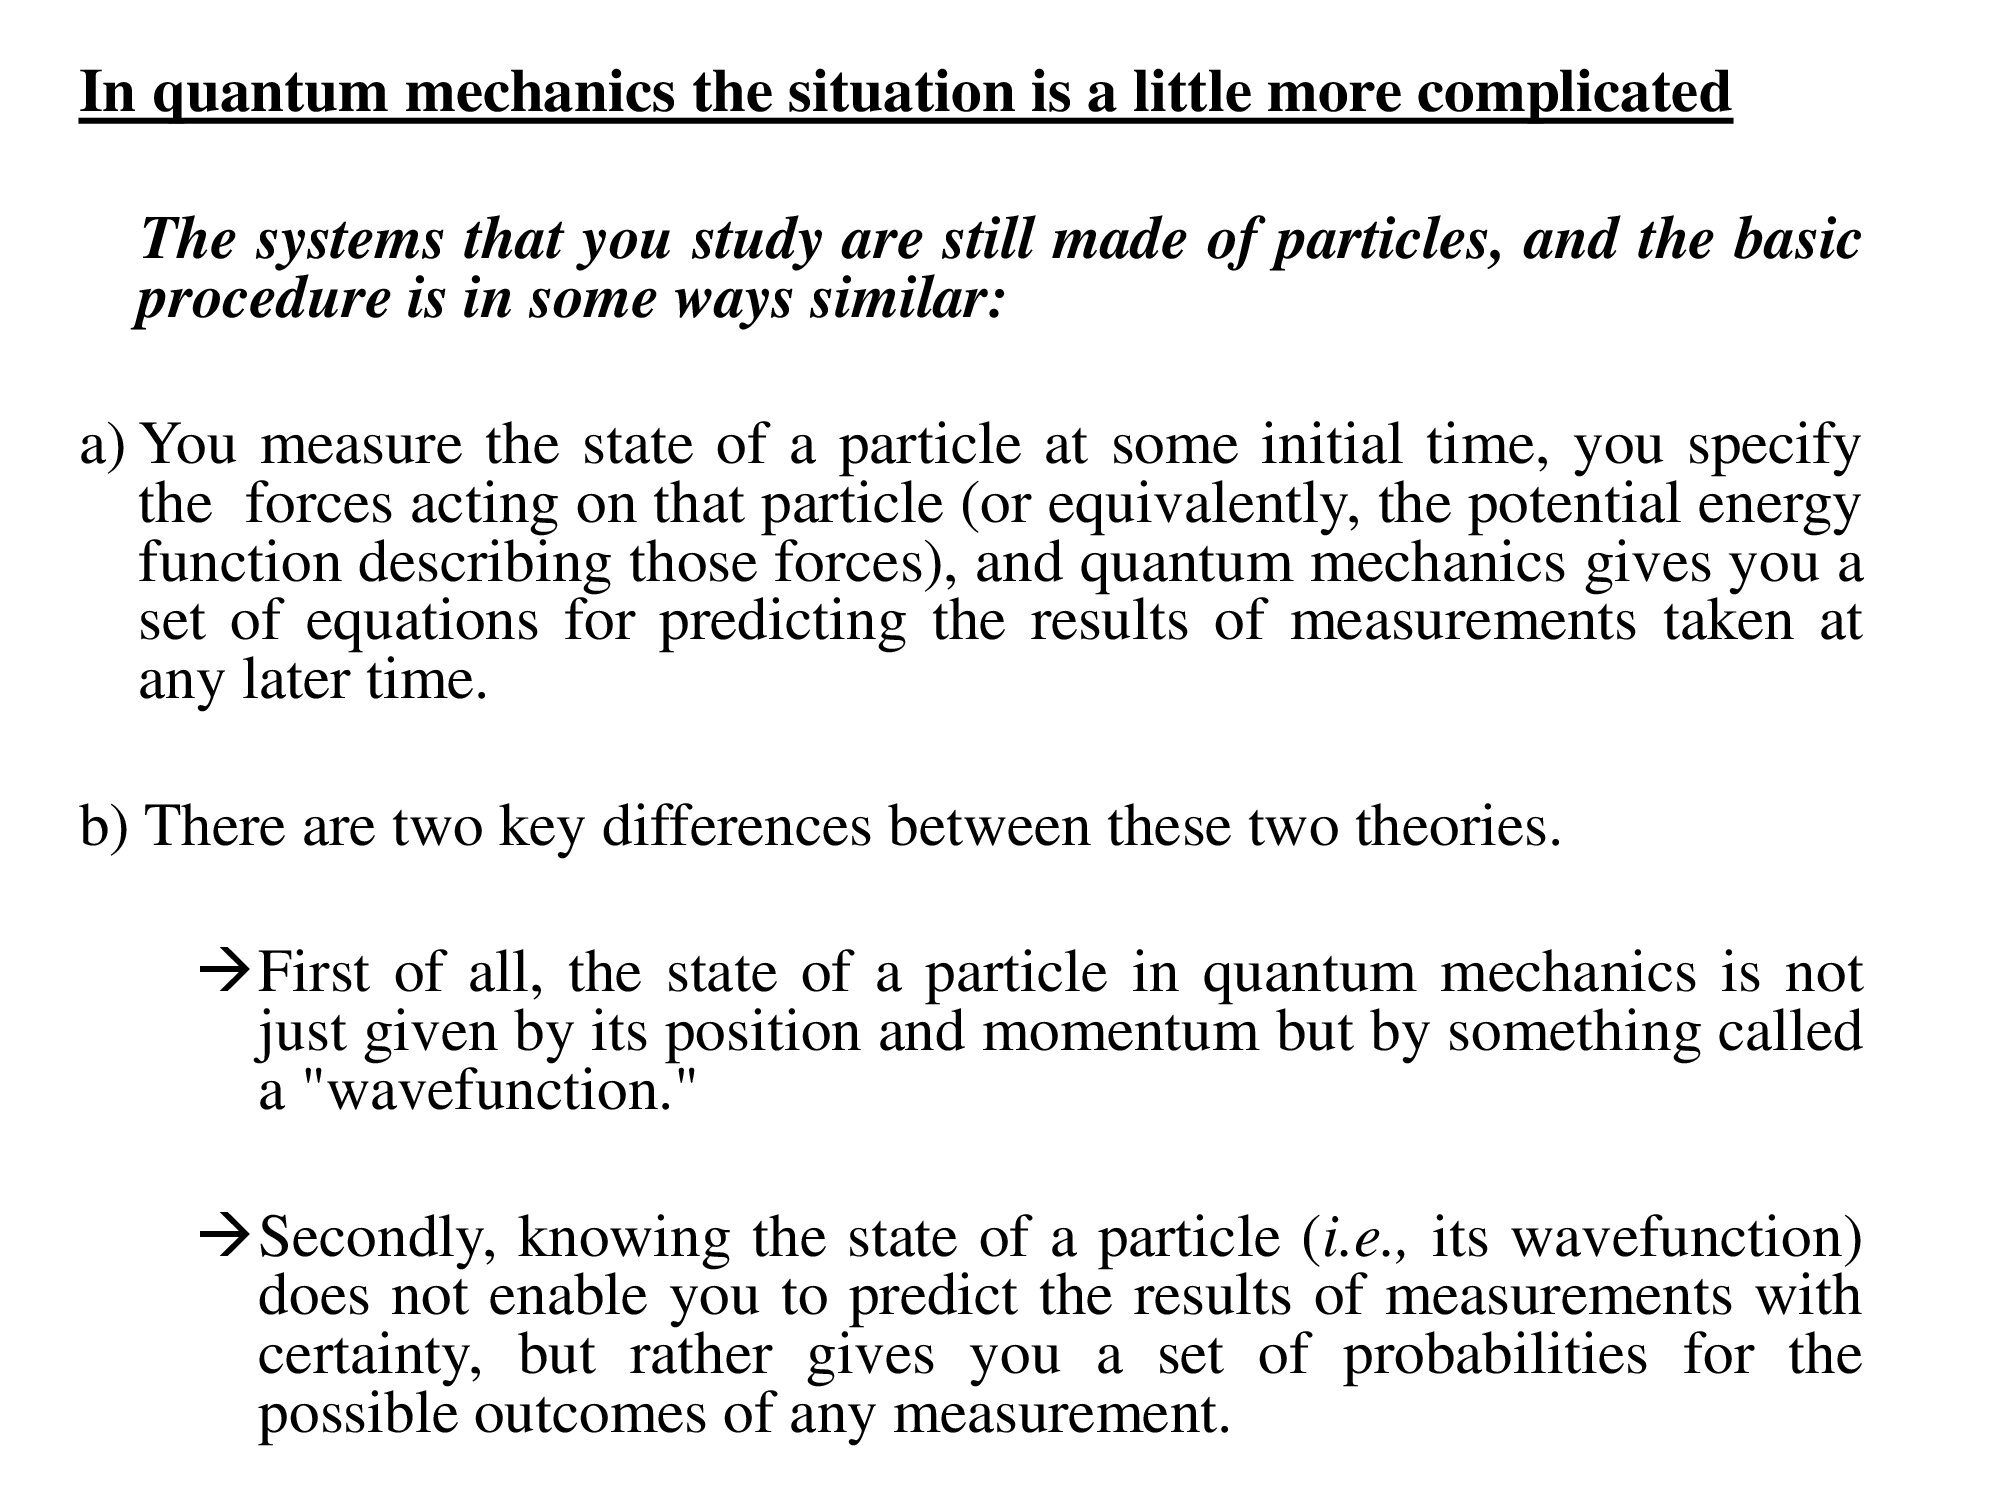 In quantum mechanics the situation is a little more complicated
The systems that you study are still made of particles, and the basic
procedure is in some ways similar:
a) You measure the state of a particle at some initial time, you specify
the  forces acting on that particle (or equivalently, the potential energy
function describing those forces), and quantum mechanics gives you a
set of equations for predicting the results of measurements taken at
any later time.
b) There are two key differences between these two theories.
→First of all, the state of a particle in quantum mechanics is not
just given by its position and momentum but by something called
a "wavefunction."
→Secondly, knowing the state of a particle (i.e., its wavefunction)
does not enable you to predict the results of measurements with
certainty, but rather gives you a set of probabilities for the
possible outcomes of any measurement.